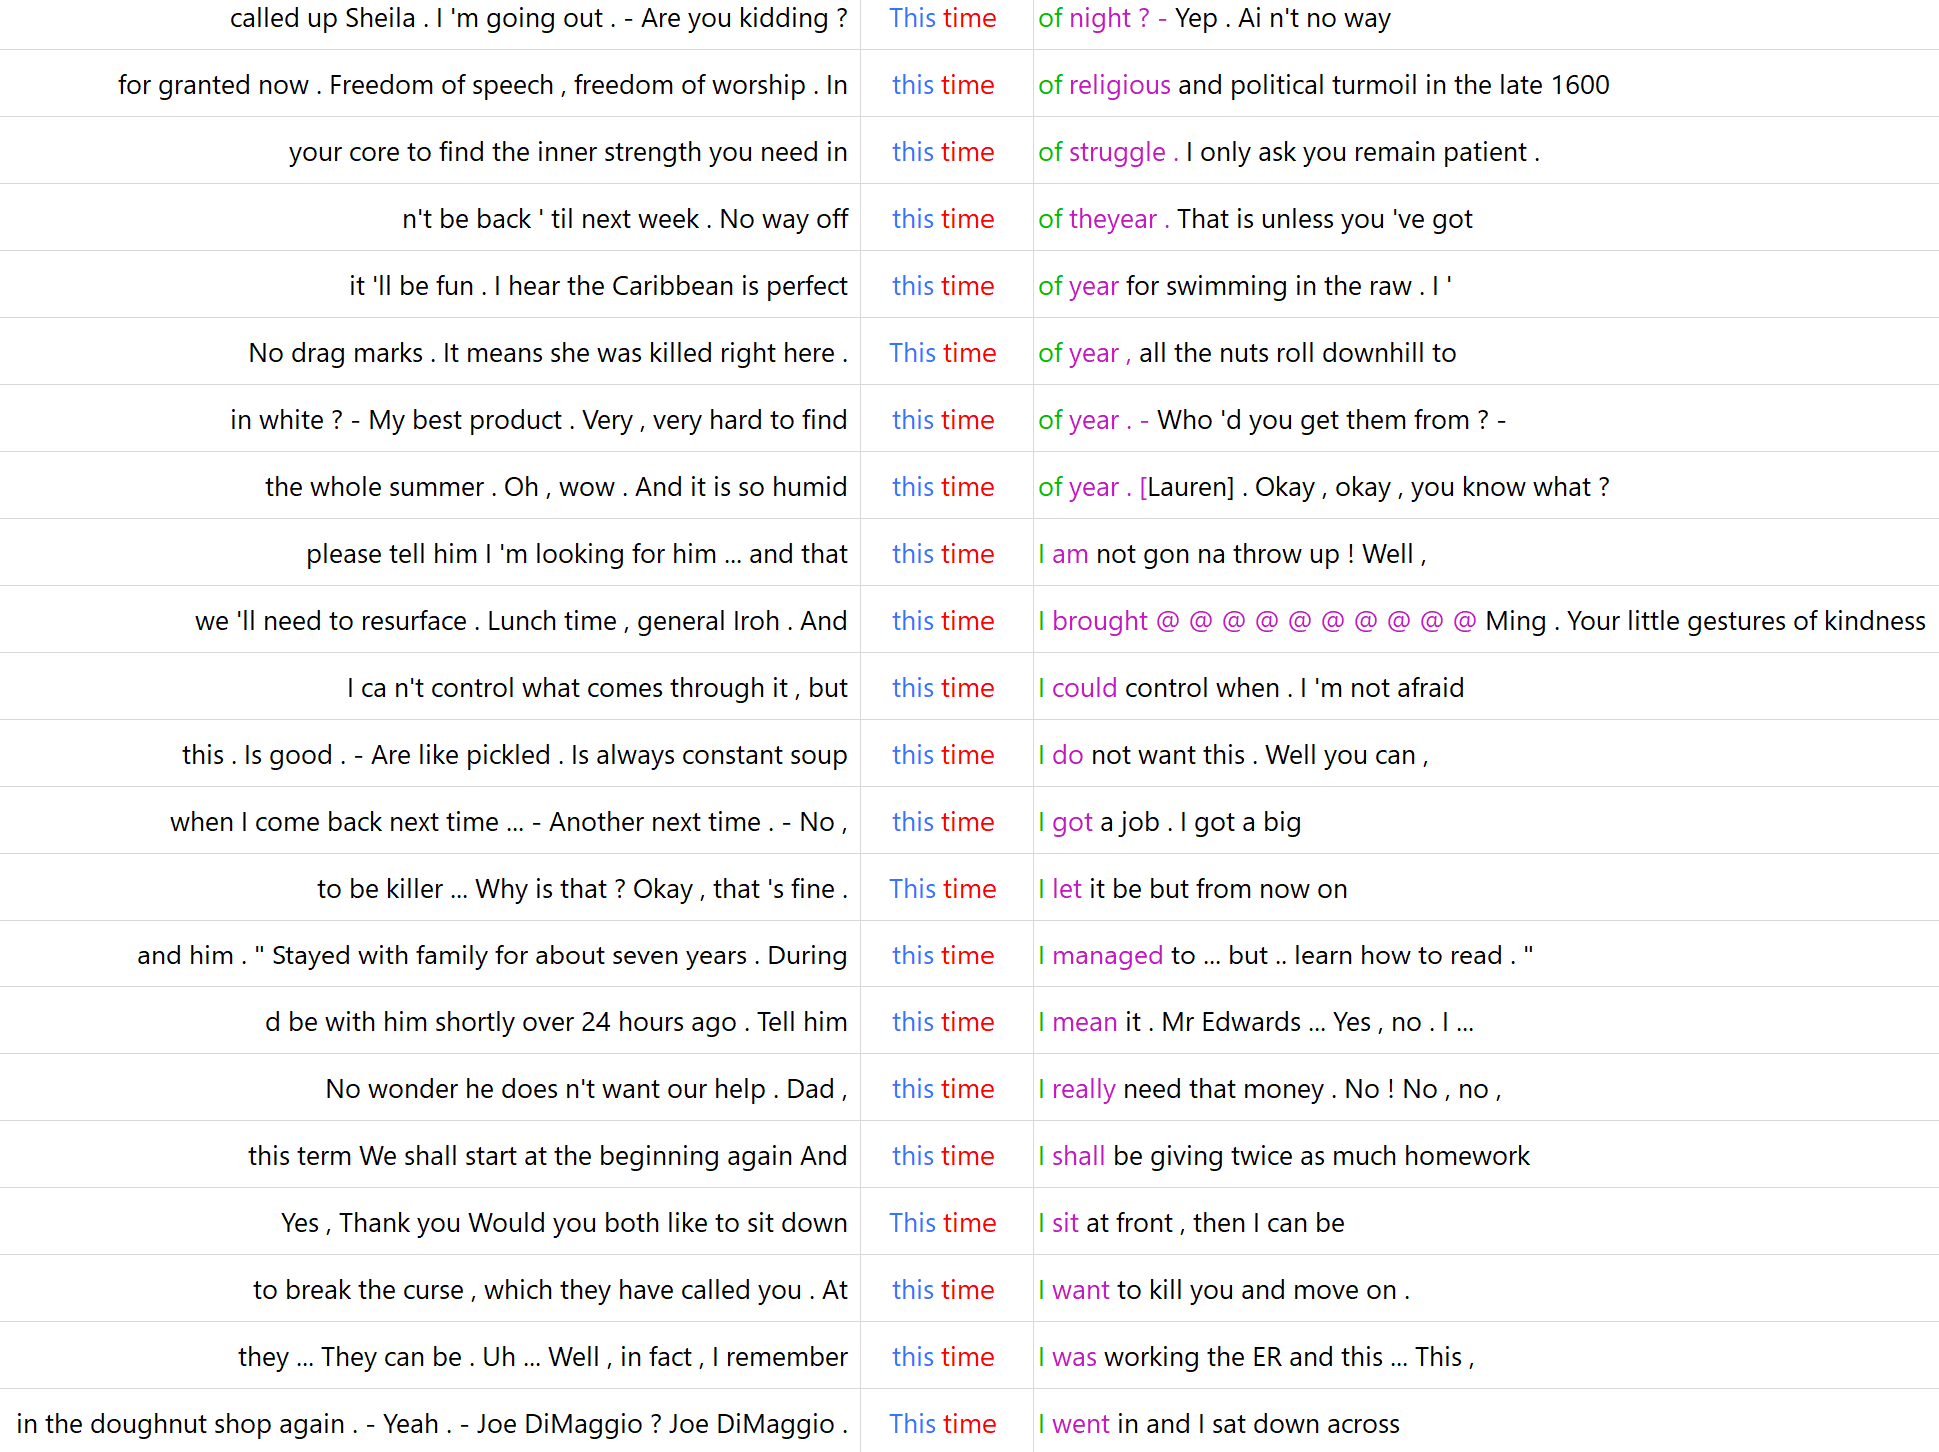 called up Sheila . I 'm going out . - Are you kidding ? This time of night ? - Yep . Ai n't no way
for granted now . Freedom of speech , freedom of worship . In this time of religious and political turmoil in the late 1600
your core to find the inner strength you need in this time of struggle . I only ask you remain patient .
n't be back ' til next week . No way off this time of theyear . That is unless you 've got
it 'll be fun . I hear the Caribbean is perfect this time of year for swimming in the raw . I '
No drag marks . It means she was killed right here . This time of year , all the nuts roll downhill to
in white ? - My best product . Very , very hard to find this time of year . - Who 'd you get them from ? -
the whole summer . Oh , wow . And it is so humid this time of year . [Lauren] . Okay , okay , you know what ?
please tell him I 'm looking for him ... and that this time I am not gon na throw up ! Well ,
we 'll need to resurface . Lunch time , general Iroh . And this time I brought @ @ @ @ @ @ @ @ @ @ Ming . Your little gestures of kindness
I ca n't control what comes through it , but this time I could control when . I 'm not afraid
this . Is good . - Are like pickled . Is always constant soup this time I do not want this . Well you can ,
when I come back next time ... - Another next time . - No , this time I got a job . I got a big
to be killer ... Why is that ? Okay , that 's fine . This time I let it be but from now on
and him . " Stayed with family for about seven years . During this time I managed to ... but .. learn how to read . "
d be with him shortly over 24 hours ago . Tell him this time I mean it . Mr Edwards ... Yes , no . I ...
No wonder he does n't want our help . Dad , this time I really need that money . No ! No , no ,
this term We shall start at the beginning again And this time I shall be giving twice as much homework
Yes , Thank you Would you both like to sit down This time I sit at front , then I can be
to break the curse , which they have called you . At this time I want to kill you and move on .
they ... They can be . Uh ... Well , in fact , I remember this time I was working the ER and this ... This ,
in the doughnut shop again . - Yeah . - Joe DiMaggio ? Joe DiMaggio . This time I went in and I sat down across